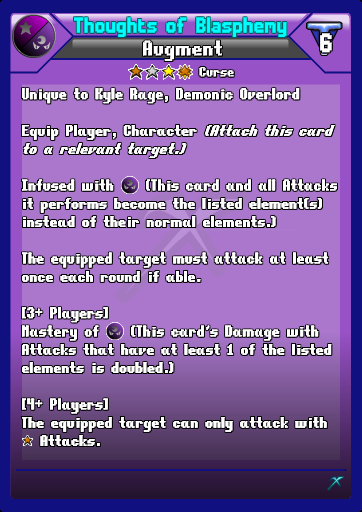 Thoughts of Blasphemy
Augment
6
Curse
Unique to Kyle Rage, Demonic Overlord
Equip Player, Character (Attach this card
to a relevant target.)
Infused with (This card and all Attacks
it performs become the listed element(s)
instead of their normal elements.)
The equipped target must attack at least
once each round if able.
[3+ Players]
Mastery of (This card's Damage with
Attacks that have at least 1 of the listed
elements is doubled.)
[4+ Players]
The equipped target can only attack with
Attacks.